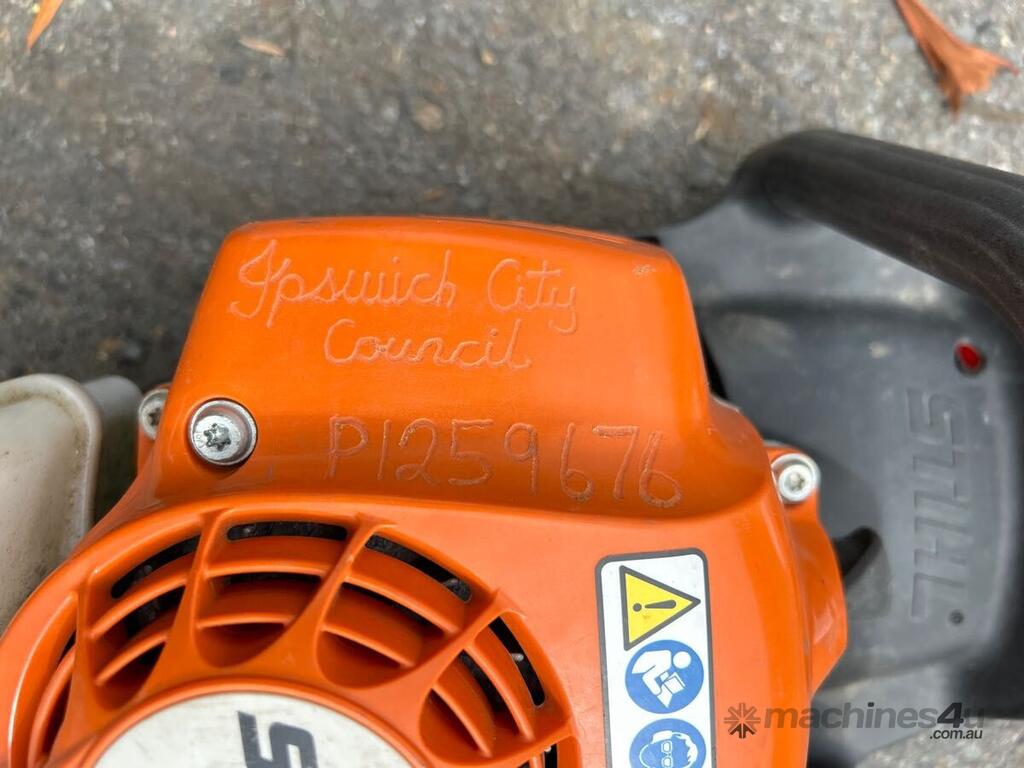 Ipswich City
Council
P1259676
STIHL
S
machines4u
.com.au